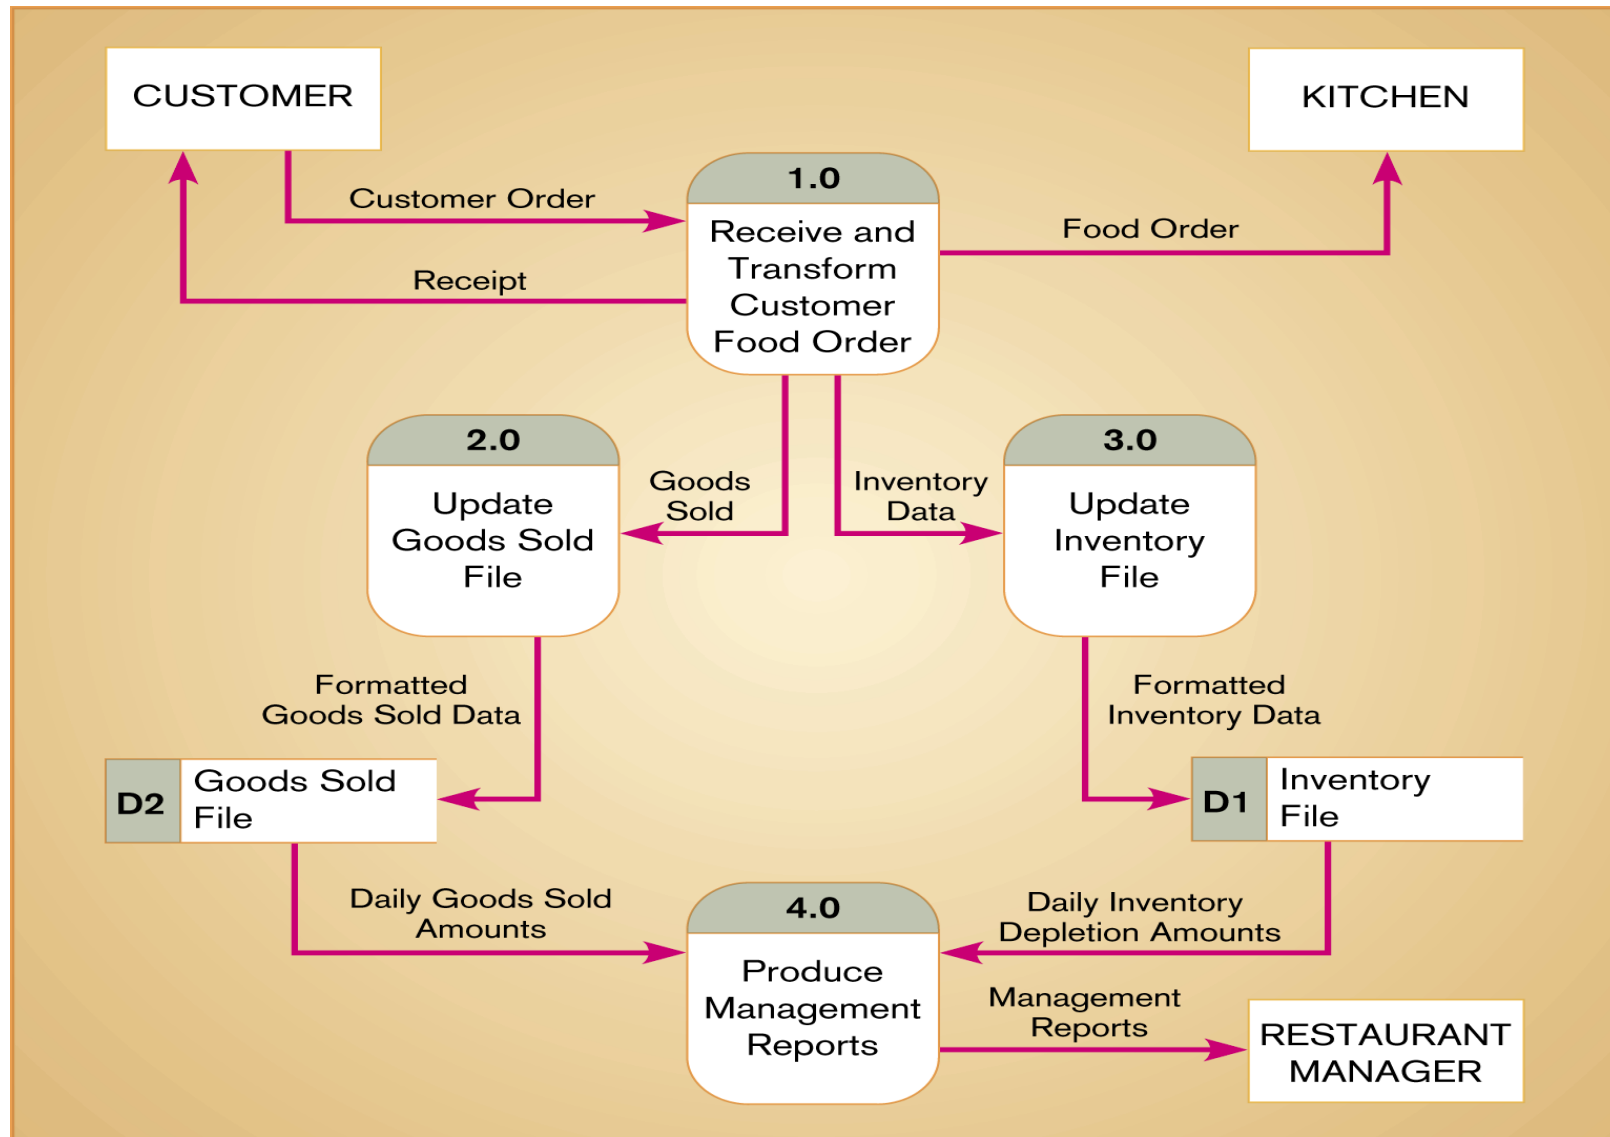 CUSTOMER
KITCHEN
1.0
Receive and
Transform
Customer
Food Order
Customer Order
Receipt
Food Order
2.0
Update
Goods Sold
File
Goods
Sold
Inventory
Data
3.0
Update
Inventory
File
Formatted
Goods Sold Data
Formatted
Inventory Data
D2
Goods Sold
File
D1
Inventory
File
Daily Goods Sold
Amounts
4.0
Produce
Management
Reports
Daily Inventory
Depletion Amounts
Management
Reports
RESTAURANT
MANAGER